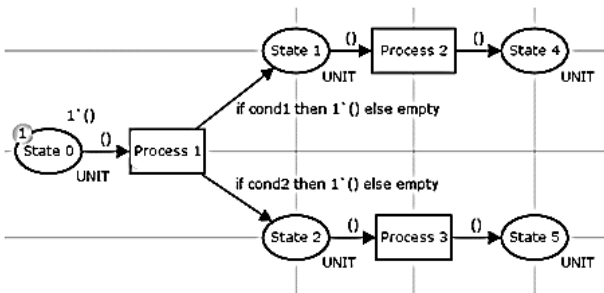 State 1
()
Process 2
()
State 4
UNIT
UNIT
if cond1 then 1`() else empty
1`()
1
State 0
()
Process 1
UNIT
if cond2 then 1`() else empty
State 2
()
Process 3
()
State 5
UNIT
UNIT